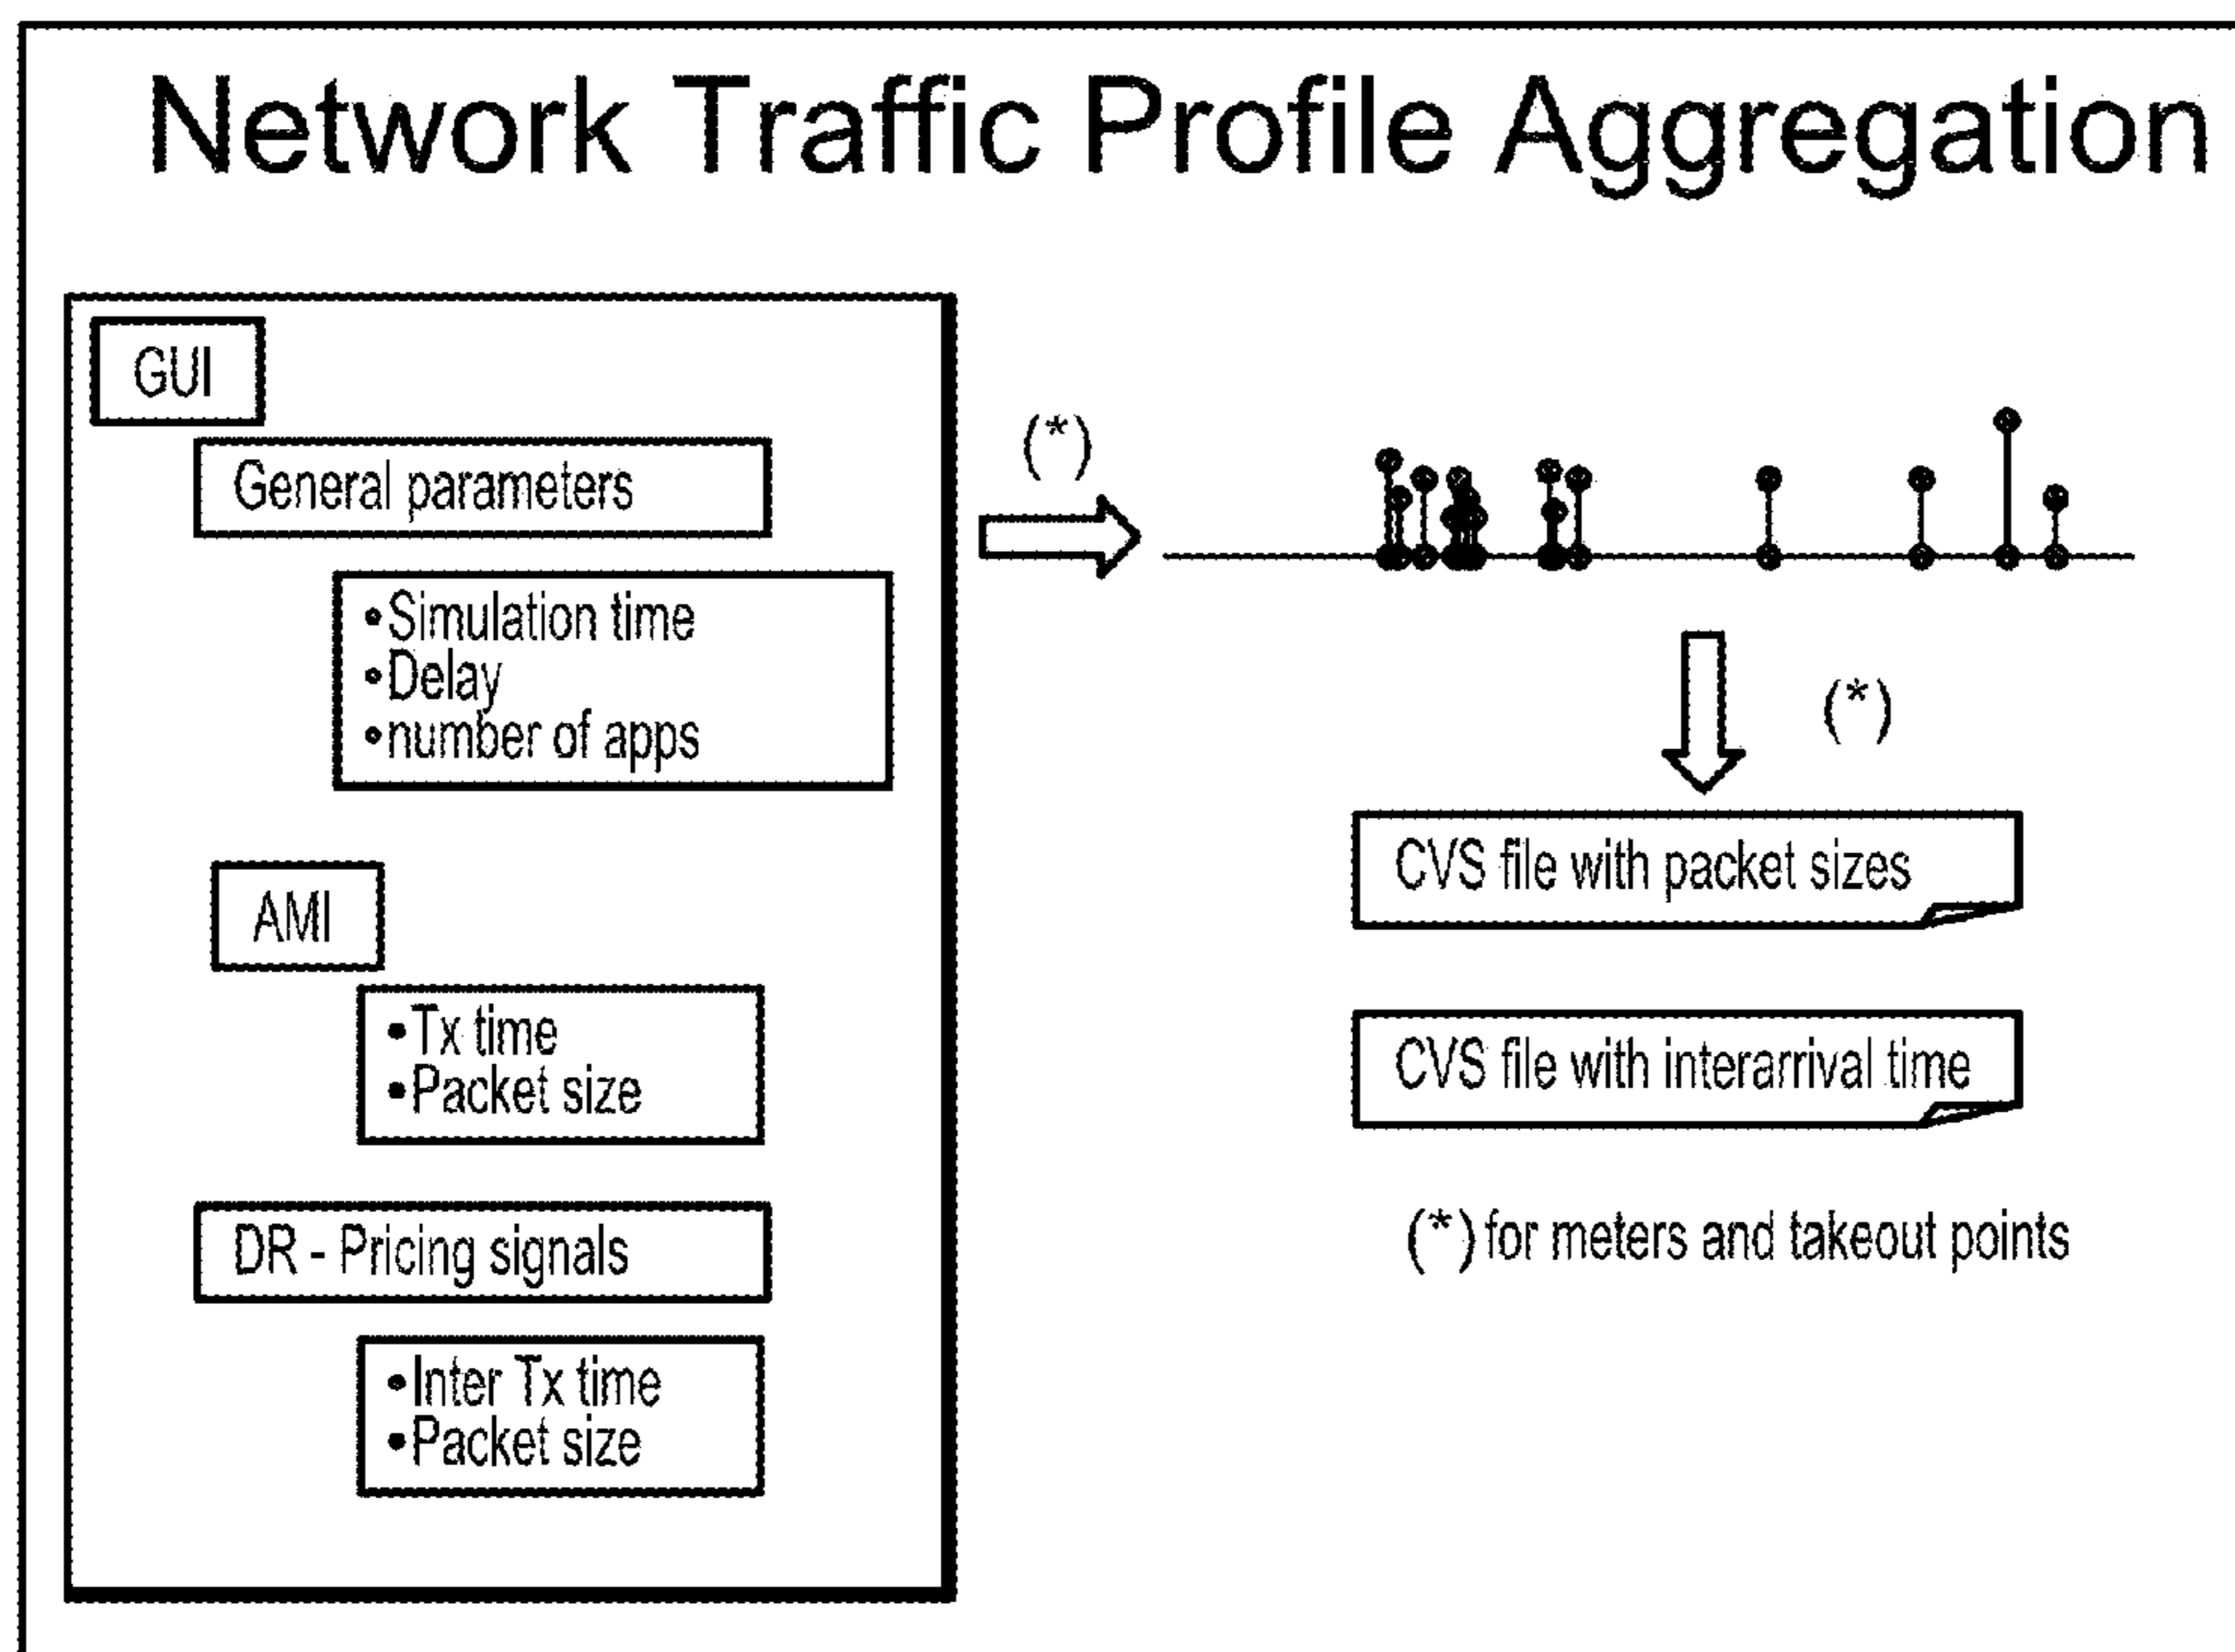 Network Traffic Profile Aggregation
GUI
General parameters
•Simulation time
•Delay
•number of apps
AMI
•Tx time
•Packet size
DR - Pricing signals
•Inter Tx time
•Packet size
(*)
(*)
CVS file with packet sizes
CVS file with interarrival time
(*) for meters and takeout points